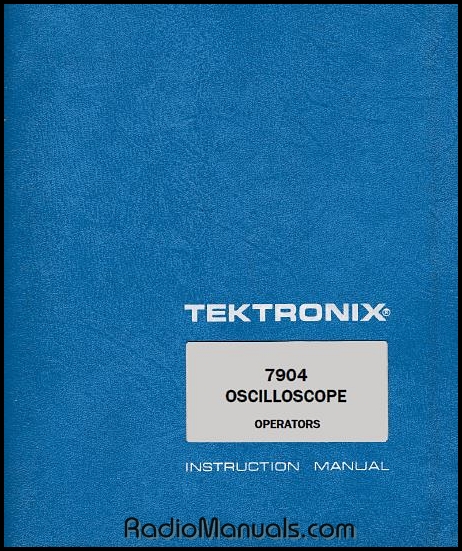 TEKTRONIX®
7904
OSCILLOSCOPE
OPERATORS
INSTRUCTION MANUAL
RadioManuals.com